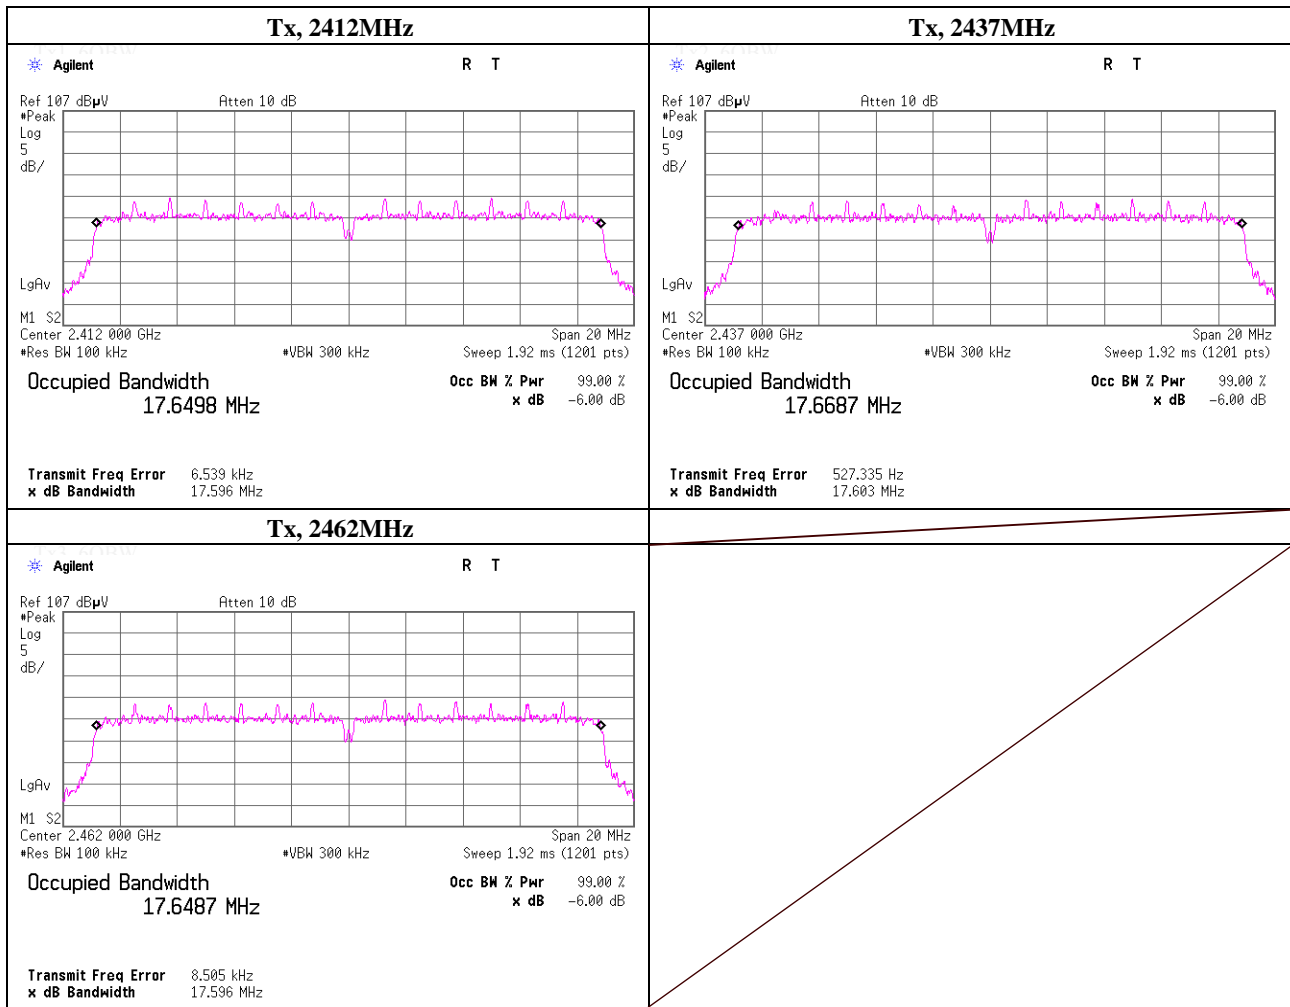 Tx, 2412MHz
Agilent R T
Ref 107 dBµV Atten 10 dB
#Peak
Log
5
dB/
LgAv
M1 S2
Center 2.412 000 GHz Span 20 MHz
#Res BW 100 kHz #VBW 300 kHz Sweep 1.92 ms (1201 pts)
Occupied Bandwidth Occ BW % Pwr 99.00 %
17.6498 MHz x dB -6.00 dB
Transmit Freq Error 6.539 kHz
x dB Bandwidth 17.596 MHz
Tx, 2437MHz
Agilent R T
Ref 107 dBµV Atten 10 dB
#Peak
Log
5
dB/
LgAv
M1 S2
Center 2.437 000 GHz Span 20 MHz
#Res BW 100 kHz #VBW 300 kHz Sweep 1.92 ms (1201 pts)
Occupied Bandwidth Occ BW % Pwr 99.00 %
17.6687 MHz x dB -6.00 dB
Transmit Freq Error 527.335 Hz
x dB Bandwidth 17.603 MHz
Tx, 2462MHz
Agilent R T
Ref 107 dBµV Atten 10 dB
#Peak
Log
5
dB/
LgAv
M1 S2
Center 2.462 000 GHz Span 20 MHz
#Res BW 100 kHz #VBW 300 kHz Sweep 1.92 ms (1201 pts)
Occupied Bandwidth Occ BW % Pwr 99.00 %
17.6487 MHz x dB -6.00 dB
Transmit Freq Error 8.505 kHz
x dB Bandwidth 17.596 MHz